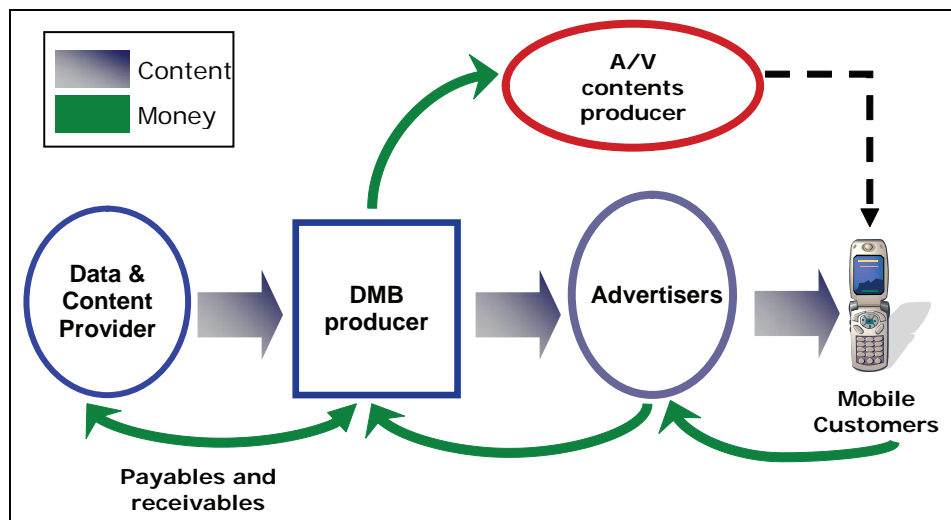 Content
Money
A/V
contents
producer
Data &
Content
Provider
DMB
producer
Advertisers
Mobile
Customers
Payables and
receivables